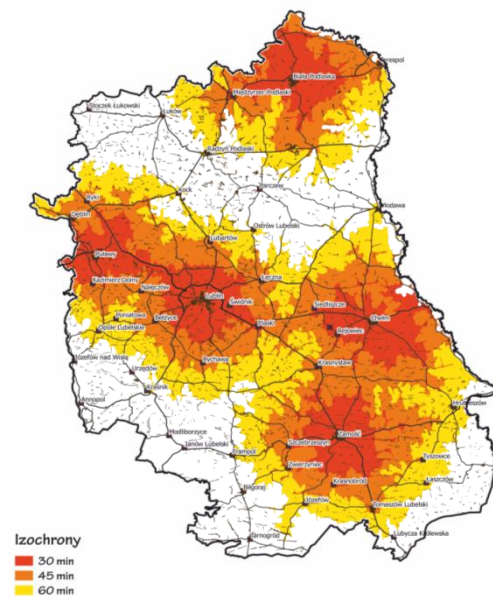 Terespol
Biała Podlaska
Międzyrzec Podlaski
Stoczek Łukowski
Łuków
Radzyń Podlaski
Parczew
Kock
Ryki
Dęblin
Włodawa
Ostrów Lubelski
Lubartów
Puławy
Łęczna
Kazimierz Dolny
Nałęczów
Lublin
Świdnik
Siedliszcze
Chełm
Poniatowa
Bełżyce
Piaski
Rejowiec
Opole Lubelskie
Józefów nad Wisłą
Bychawa
Krasnystaw
Urzędów
Kraśnik
Annopol
Hrubieszów
Modliborzyce
Zamość
Janów Lubelski
Szczebrzeszyn
Frampol
Zwierzyniec
Tyszowce
Krasnobród
Łaszczów
Biłgoraj
Józefów
Tomaszów Lubelski
Tarnogród
Lubycza Królewska
Izochrony
30 min
45 min
60 min